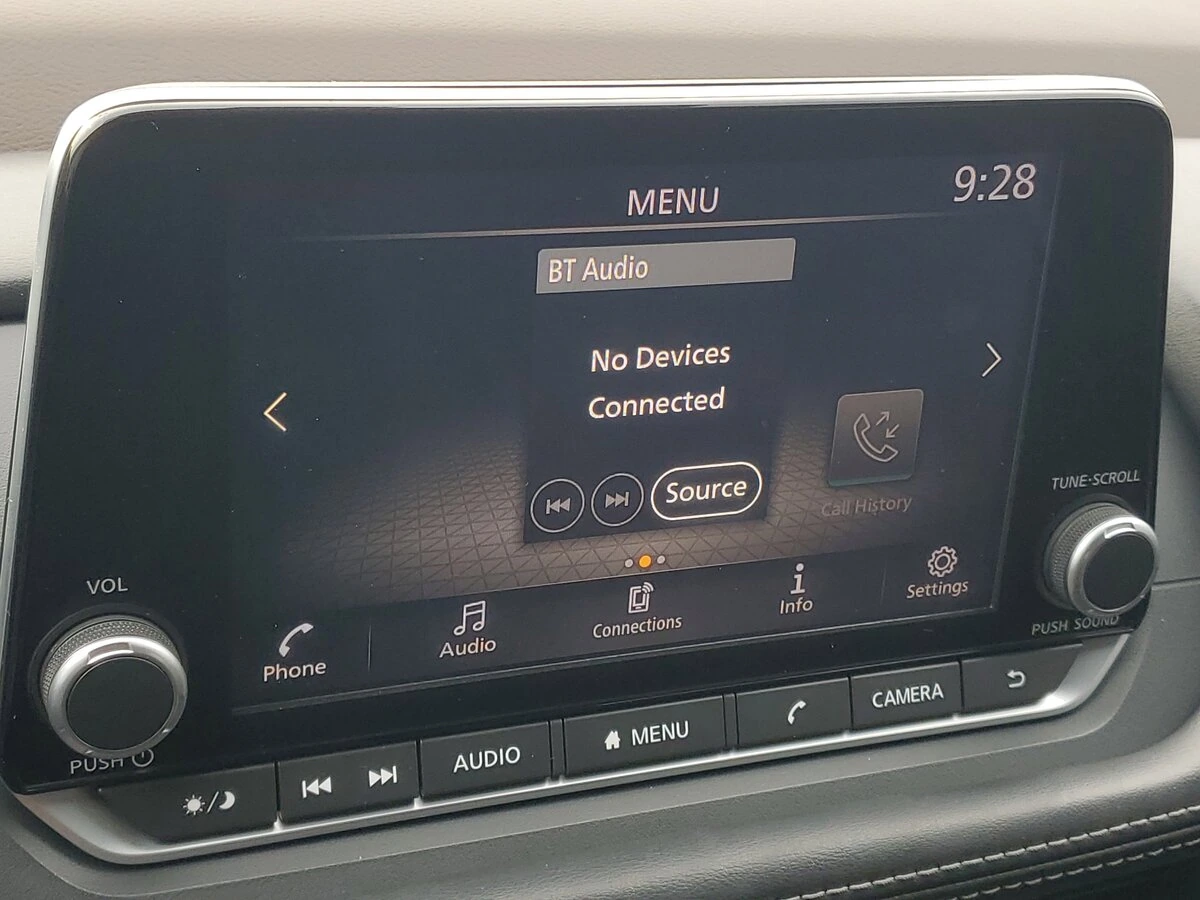 MENU
9:28
BT Audio
No Devices
Connected
Source
Call History
TUNE·SCROLL
VOL
Phone
Audio
Connections
Info
Settings
PUSH SOUND
PUSH
AUDIO
MENU
CAMERA